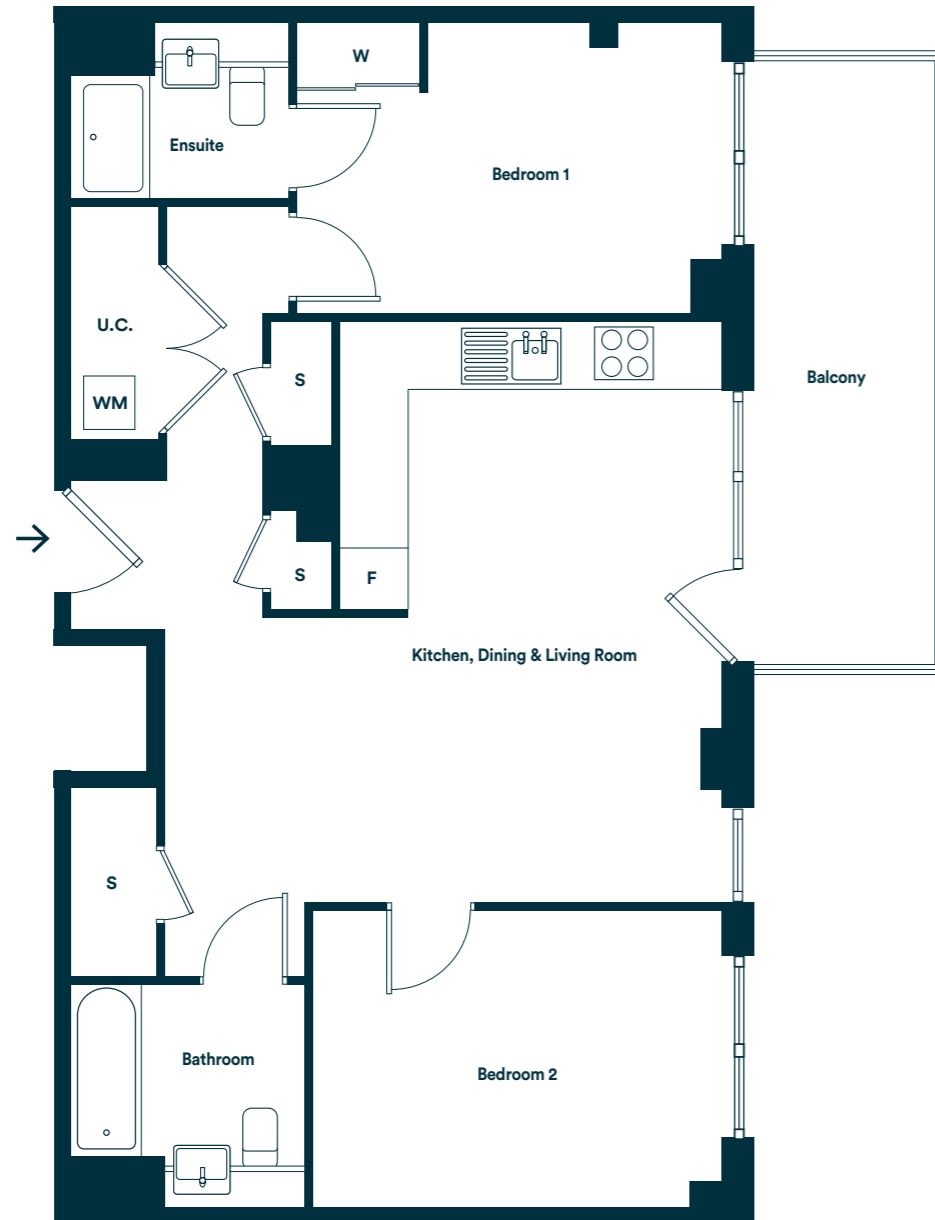 W
Ensuite
Bedroom 1
U.C.
S
Balcony
WM
S
F
Kitchen, Dining & Living Room
S
Bathroom
Bedroom 2